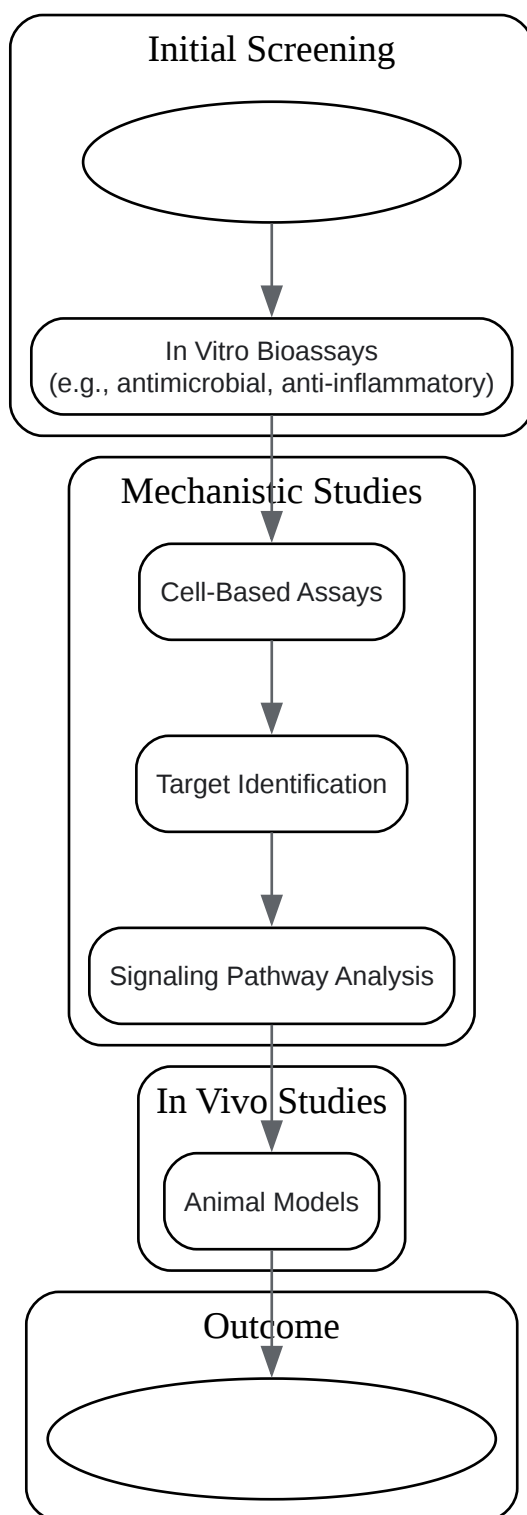 Initial Screening
In Vitro Bioassays
(e.g., antimicrobial, anti-inflammatory)
Mechanistic Studies
Cell-Based Assays
Target Identification
Signaling Pathway Analysis
In Vivo Studies
Animal Models
Outcome